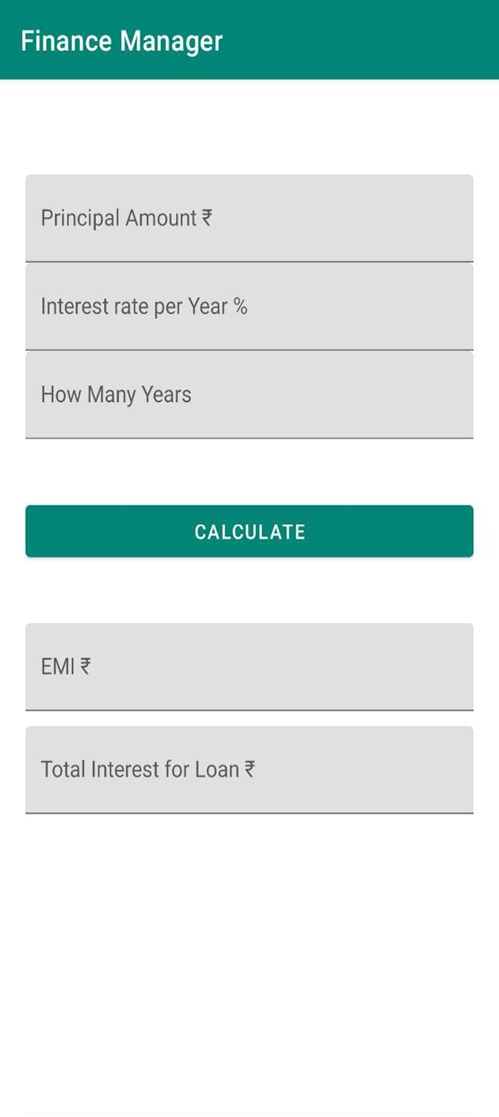 Finance Manager
Principal Amount ₹
Interest rate per Year %
How Many Years
CALCULATE
EMI ₹
Total Interest for Loan ₹